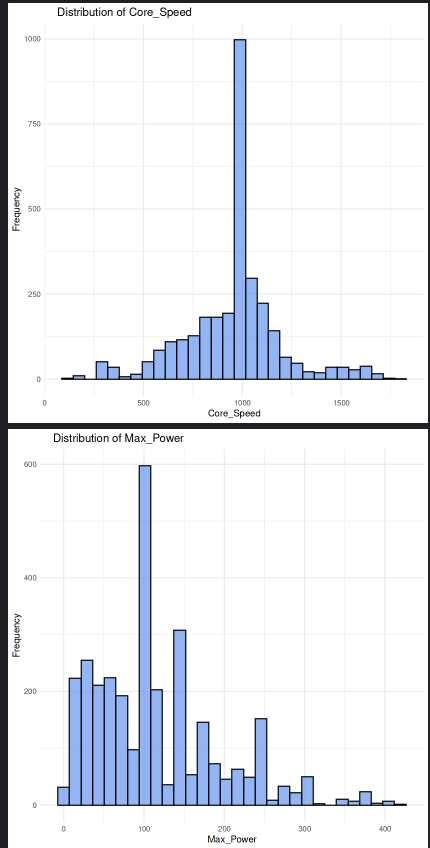 Distribution of Core_Speed
1000
750
500
250
0
Frequency
0 500 1000 1500
Core_Speed
Distribution of Max_Power
600
400
200
0
Frequency
0 100 200 300 400
Max_Power